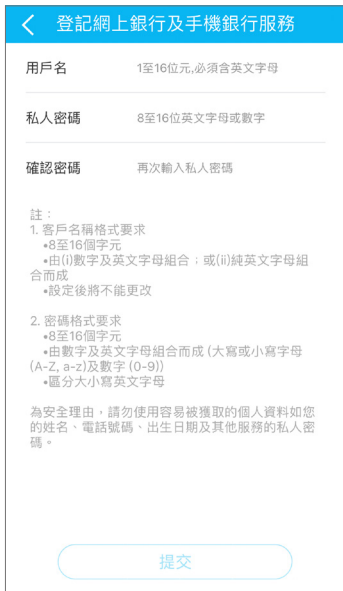 登記網上銀行及手機銀行服務
用戶名 1至16位元,必須含英文字母
私人密碼 8至16位英文字母或數字
確認密碼 再次輸入私人密碼
註：
1. 客戶名稱格式要求
•8至16個字元
•由(i)數字及英文字母組合；或(ii)純英文字母組
合而成
•設定後將不能更改
2. 密碼格式要求
•8至16個字元
•由數字及英文字母組合而成 (大寫或小寫字母
(A-Z, a-z)及數字 (0-9))
•區分大小寫英文字母
為安全理由，請勿使用容易被獲取的個人資料如您
的姓名、電話號碼、出生日期及其他服務的私人密
碼。
提交